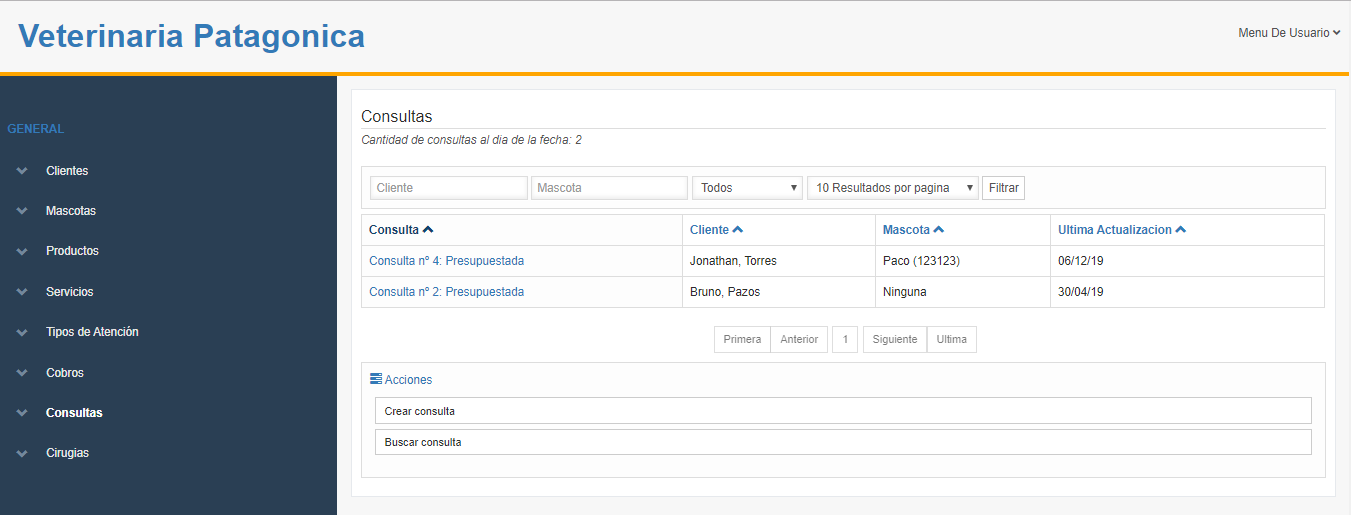 Veterinaria Patagonica
Menu De Usuario
GENERAL
Clientes
Mascotas
Productos
Servicios
Tipos de Atención
Cobros
Consultas
Cirugias
Consultas
Cantidad de consultas al dia de la fecha: 2
Cliente Mascota Todos 10 Resultados por pagina Filtrar
Consulta Cliente Mascota Ultima Actualizacion
Consulta nº 4: Presupuestada Jonathan, Torres Paco (123123) 06/12/19
Consulta nº 2: Presupuestada Bruno, Pazos Ninguna 30/04/19
Primera Anterior 1 Siguiente Ultima
Acciones
Crear consulta
Buscar consulta